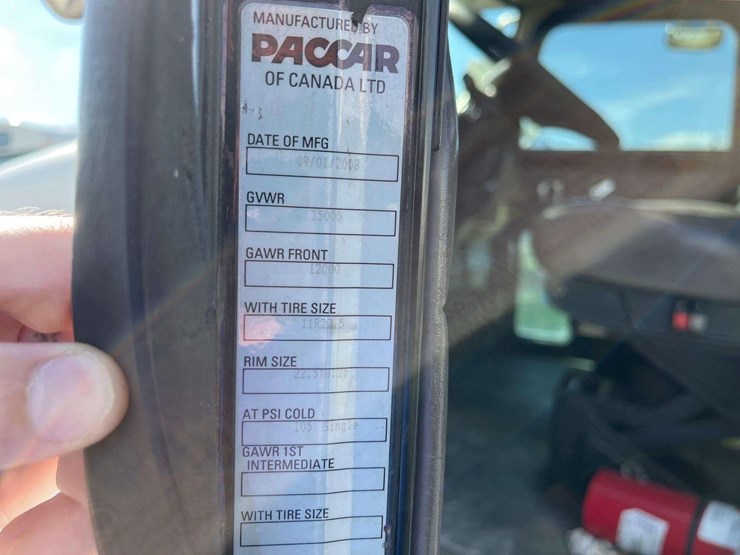 MANUFACTURED BY
PACCAR
OF CANADA LTD
DATE OF MFG
09/01/2008
GVWR
35000
GAWR FRONT
12000
WITH TIRE SIZE
11R22.5
RIM SIZE
AT PSI COLD
105 Single
GAWR 1ST
INTERMEDIATE
WITH TIRE SIZE